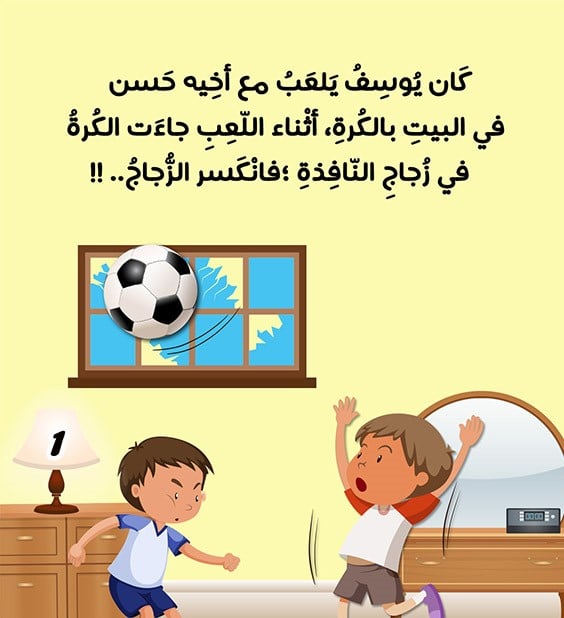 كَان يُوسِفُ يَلعَبُ مع أخِيه حَسن
في البيتِ بالكُرةِ، أثْناء اللّعِبِ جاءَت الكُرةُ
في زُجاجِ النّافِذةِ ؛فانْكَسر الزُّجاجُ.. !!
1